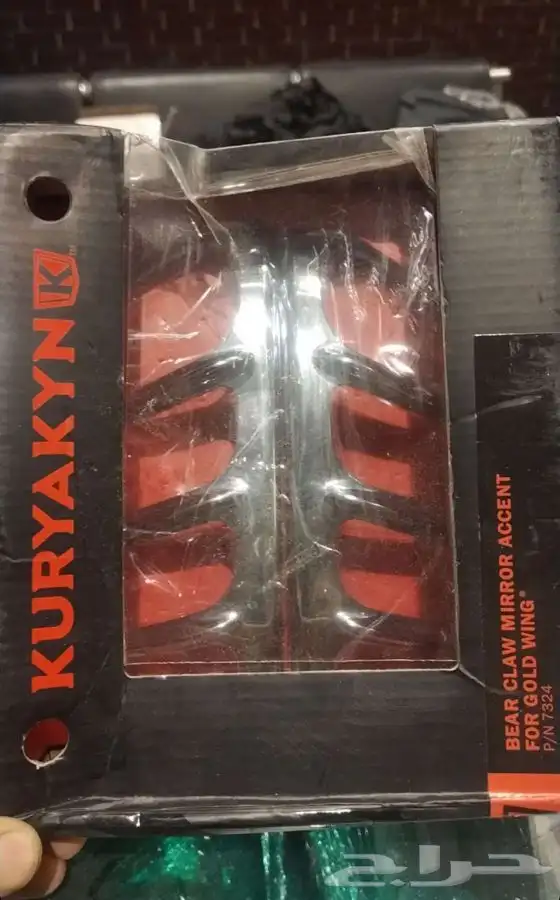 KURYAKYN
BEAR CLAW MIRROR ACCENT
FOR GOLD WING®
P/N 7324
حراج